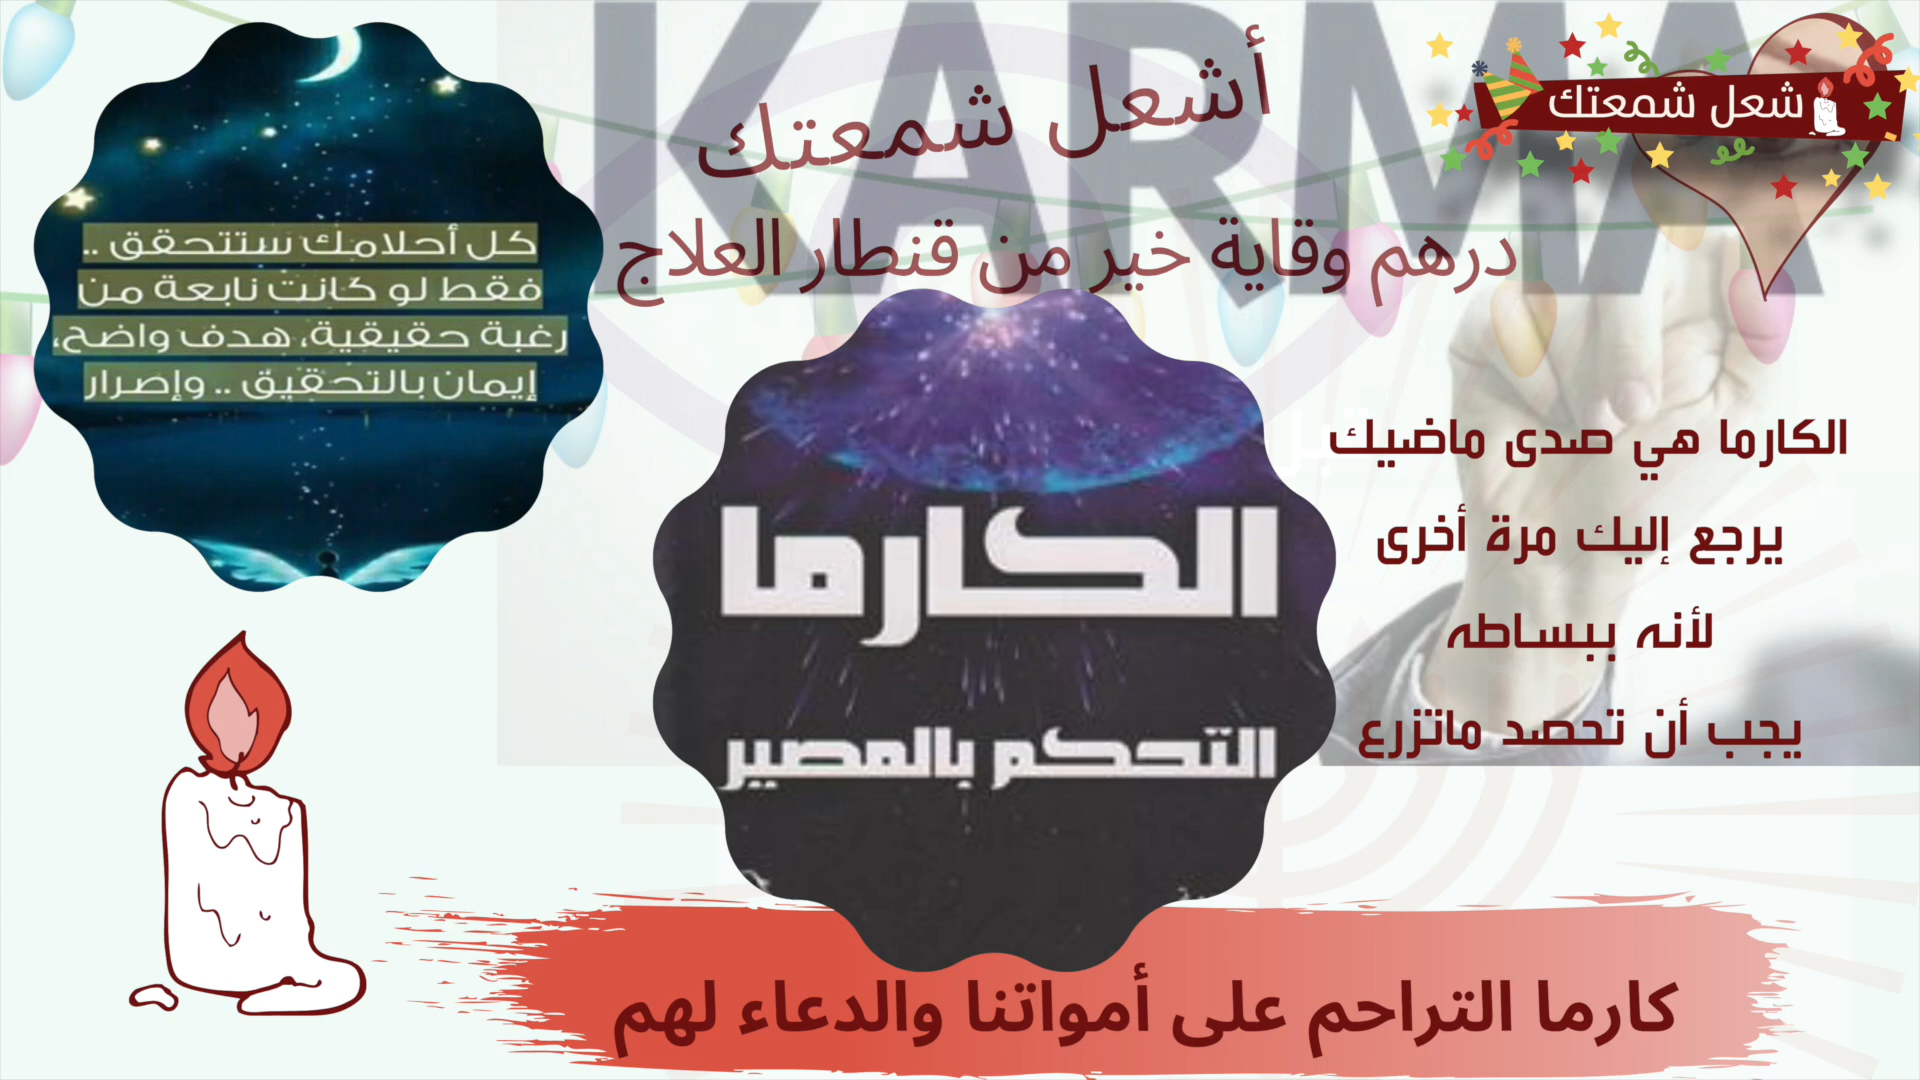 KARMA
أشعل شمعتك
شعل شمعتك
درهم وقاية خير من قنطار العلاج
كل أحلامك ستتحقق ..
فقط لو كانت نابعة من
رغبة حقيقية، هدف واضح،
إيمان بالتحقيق .. وإصرار
الكارما
التحكم بالمصير
الكارما هي صدى ماضيك
يرجع إليك مرة أخرى
لأنه ببساطه
يجب أن تحصد ماتزرع
كارما التراحم على أمواتنا والدعاء لهم